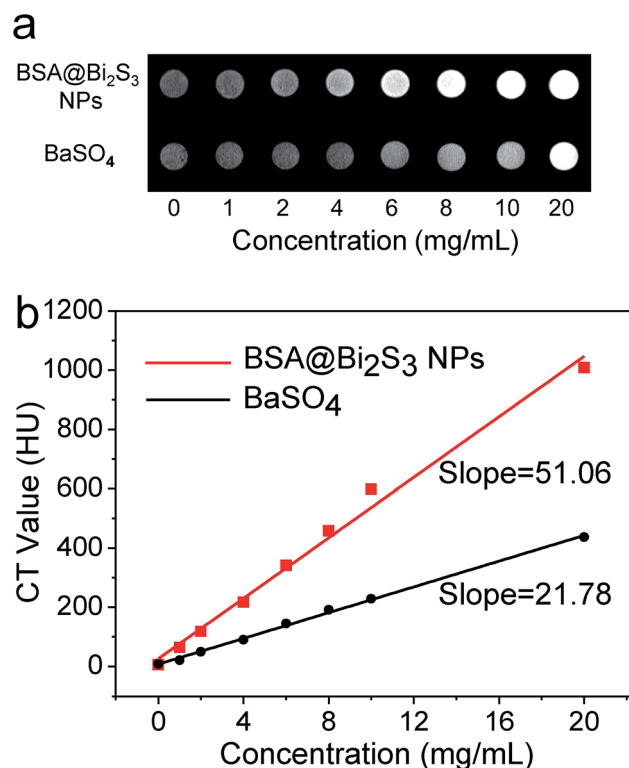 a
BSA@Bi₂S₃
NPs
BaSO₄
0 1 2 4 6 8 10 20
Concentration (mg/mL)
b
1200
1000
800
600
400
200
0
CT Value (HU)
BSA@Bi₂S₃ NPs
BaSO₄
Slope=51.06
Slope=21.78
0 4 8 12 16 20
Concentration (mg/mL)